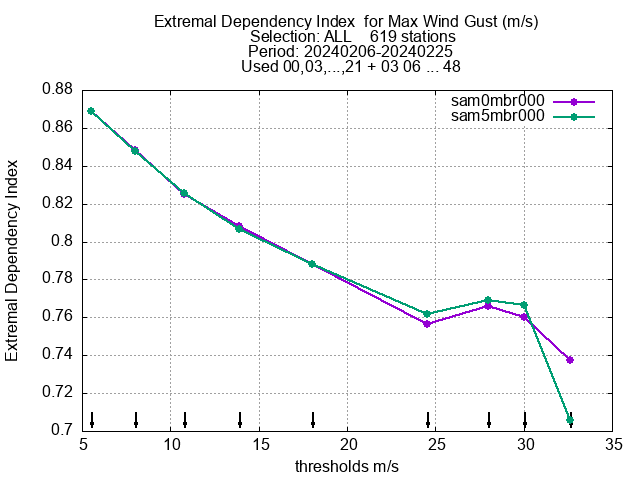 Extremal Dependency Index  for Max Wind Gust (m/s)
Selection: ALL    619 stations
Period: 20240206-20240225
Used 00,03,...,21 + 03 06 ... 48
sam0mbr000
sam5mbr000
0.88
0.86
0.84
0.82
0.8
0.78
0.76
0.74
0.72
0.7
Extremal Dependency Index
5 10 15 20 25 30 35
thresholds m/s